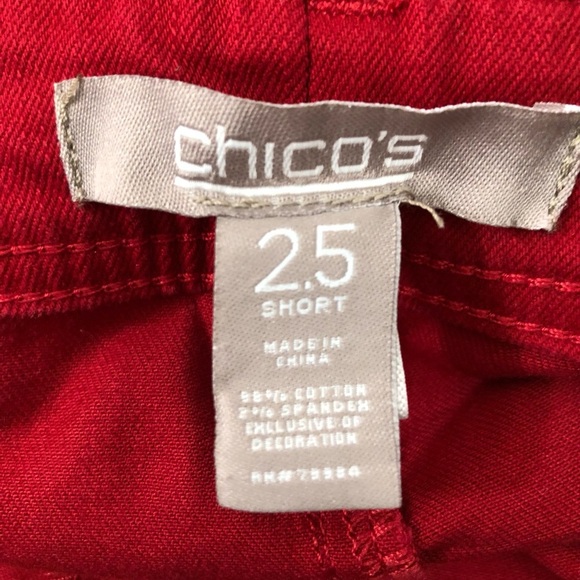 chico's
2.5
SHORT
MADE IN
CHINA
98% COTTON
2% SPANDEX
EXCLUSIVE OF
DECORATION
RN# 79984